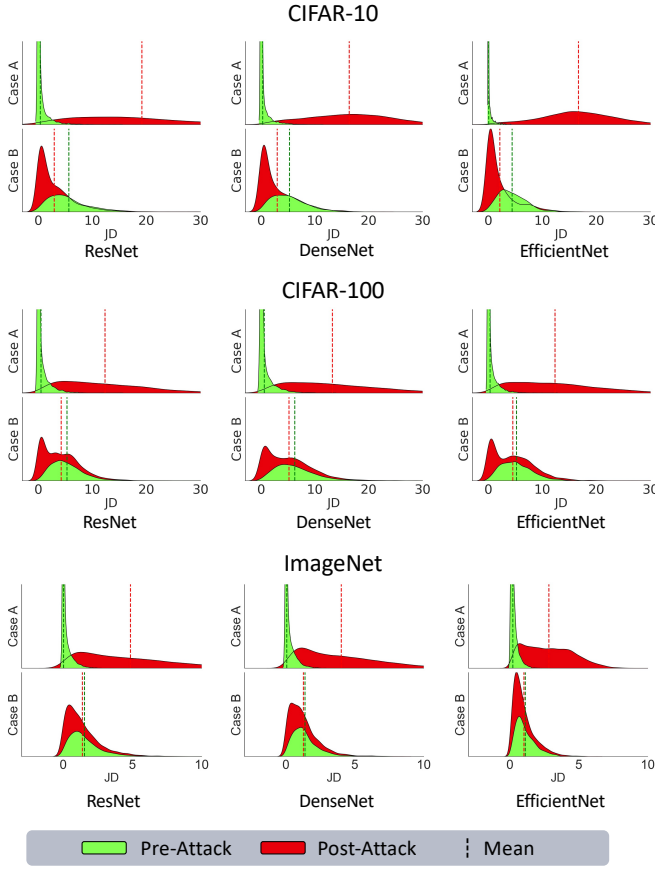 CIFAR-10
Case A
Case A
Case A
Case B
Case B
Case B
0 10 20 30
0 10 20 30
0 10 20 30
JD
JD
JD
ResNet
DenseNet
EfficientNet
CIFAR-100
Case A
Case A
Case A
Case B
Case B
Case B
0 10 20 30
0 10 20 30
0 10 20 30
JD
JD
JD
ResNet
DenseNet
EfficientNet
ImageNet
Case A
Case A
Case A
Case B
Case B
Case B
0 5 10
0 5 10
0 5 10
JD
JD
JD
ResNet
DenseNet
EfficientNet
Pre-Attack Post-Attack Mean